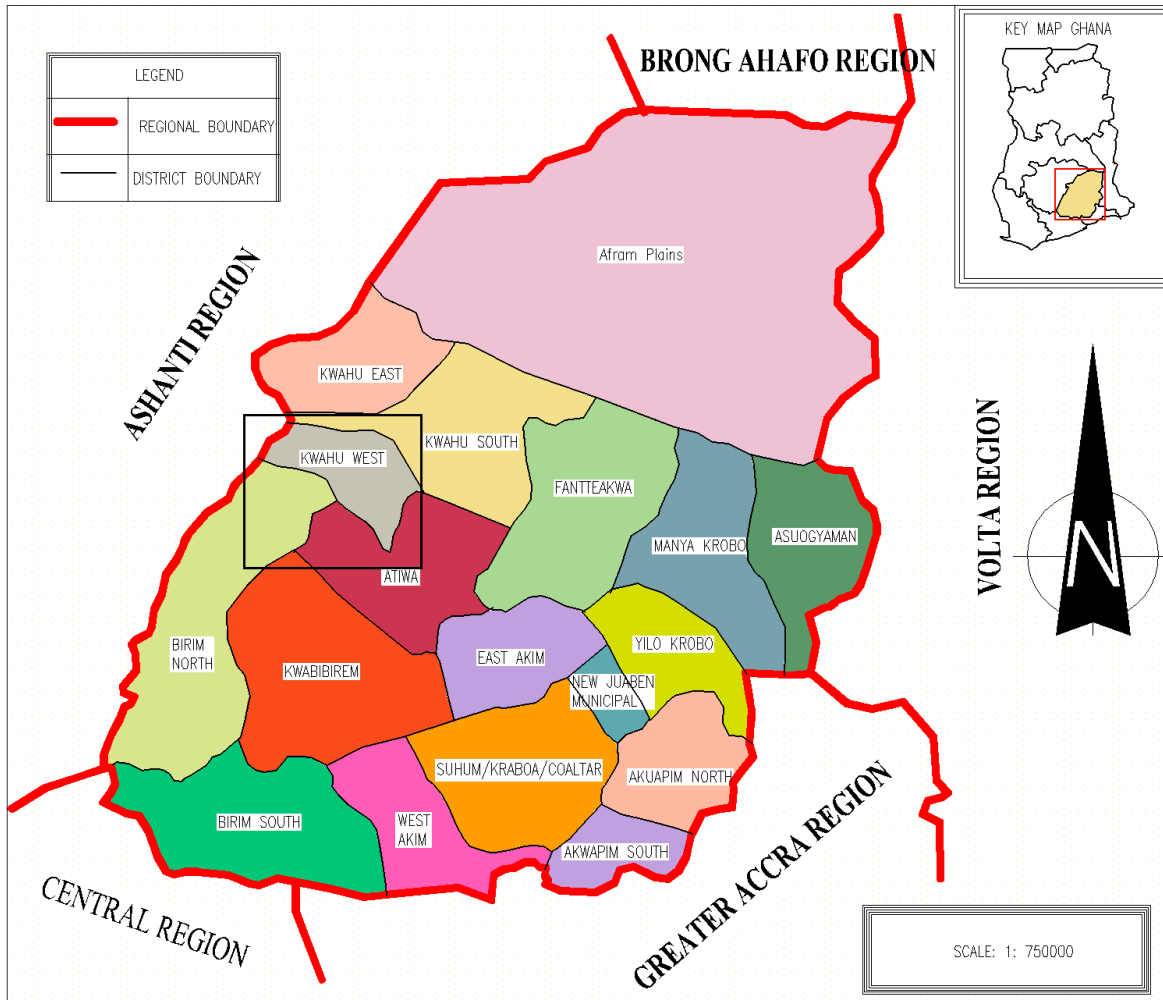 LEGEND
REGIONAL BOUNDARY
DISTRICT BOUNDARY
BRONG AHAFO REGION
KEY MAP GHANA
ASHANTI REGION
VOLTA REGION
Afram Plains
KWAHU EAST
KWAHU SOUTH
KWAHU WEST
FANTTEAKWA
MANYA KROBO
ASUOGYAMAN
ATIWA
BIRIM
NORTH
KWABIBIREM
EAST AKIM
YILO KROBO
NEW JUABEN
MUNICIPAL
SUHUM/KRABOA/COALTAR
AKUAPIM NORTH
BIRIM SOUTH
WEST
AKIM
AKWAPIM SOUTH
N
CENTRAL REGION
GREATER ACCRA REGION
SCALE: 1: 750000